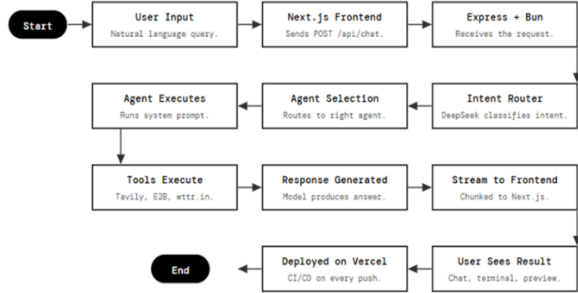 Start
User Input
Natural language query.
Next.js Frontend
Sends POST /api/chat.
Express + Bun
Receives the request.
Intent Router
DeepSeek classifies intent.
Agent Selection
Routes to right agent.
Agent Executes
Runs system prompt.
Tools Execute
Tavily, E2B, wttr.in.
Response Generated
Model produces answer.
Stream to Frontend
Chunked to Next.js.
User Sees Result
Chat, terminal, preview.
Deployed on Vercel
CI/CD on every push.
End